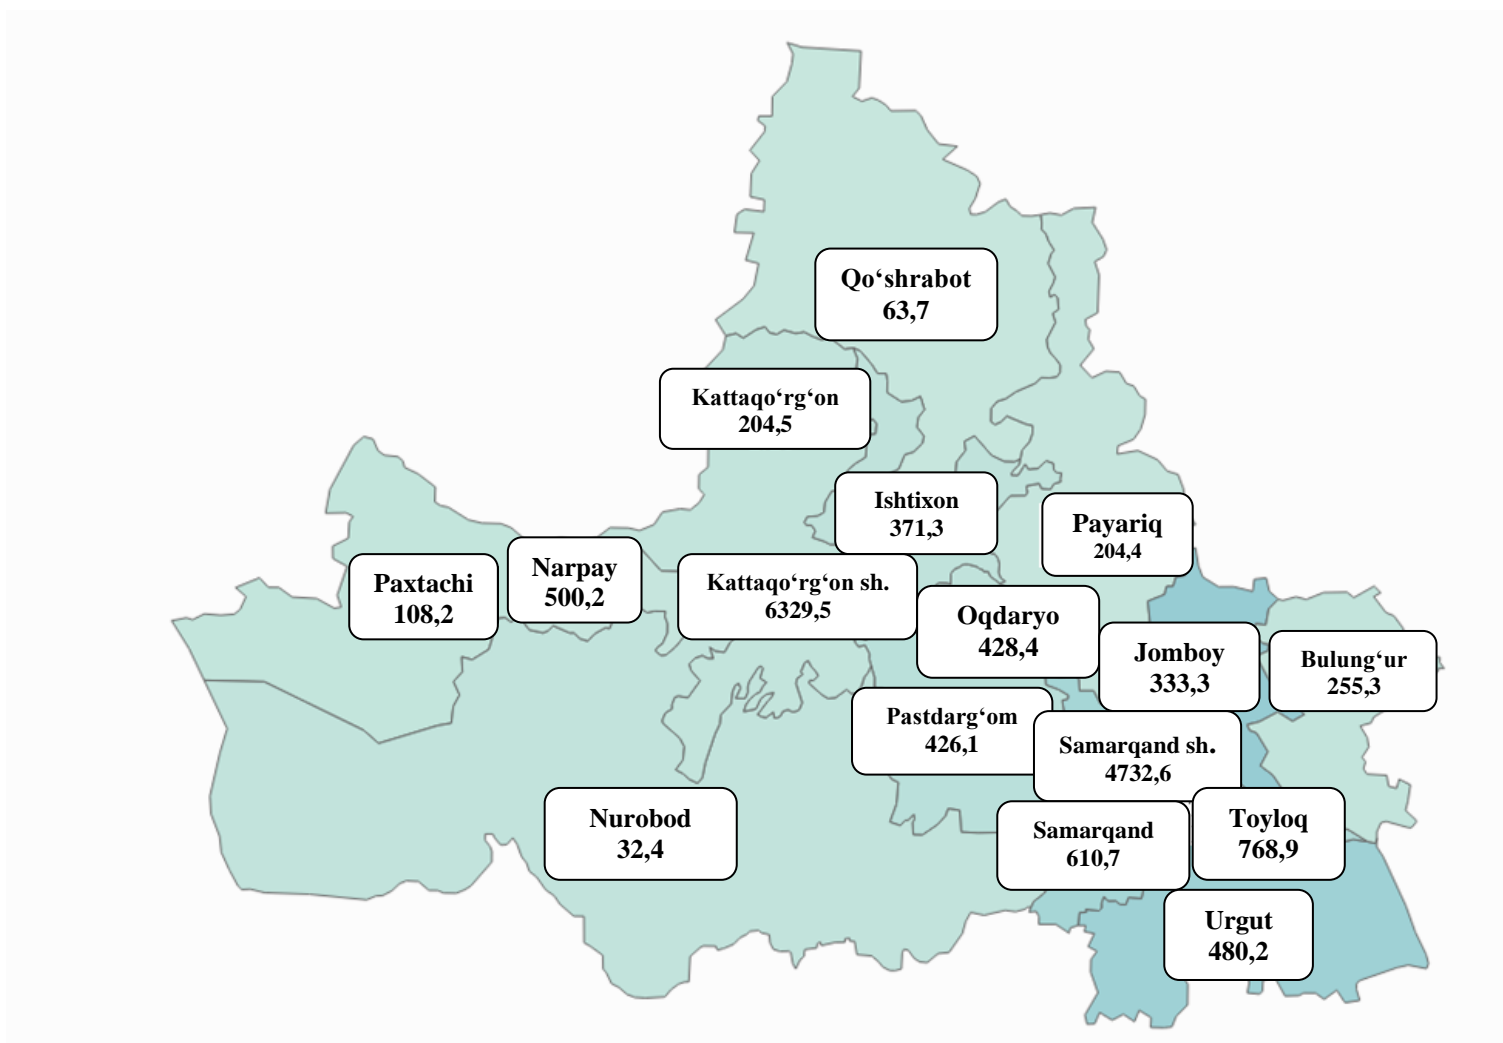 Qo‘shrabot
63,7
Kattaqo‘rg‘on
204,5
Ishtixon
371,3
Payariq
204,4
Paxtachi
108,2
Narpay
500,2
Kattaqo‘rg‘on sh.
6329,5
Oqdaryo
428,4
Jomboy
333,3
Bulung‘ur
255,3
Pastdarg‘om
426,1
Samarqand sh.
4732,6
Nurobod
32,4
Samarqand
610,7
Toyloq
768,9
Urgut
480,2